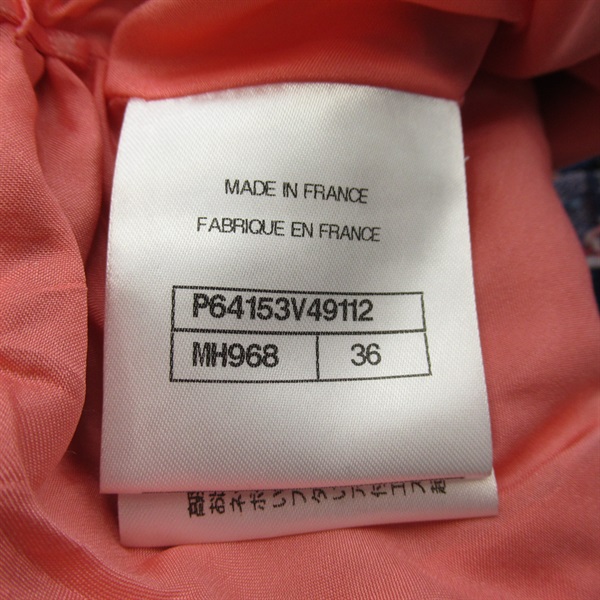 MADE IN FRANCE
FABRIQUE EN FRANCE
P64153V49112
MH968 36